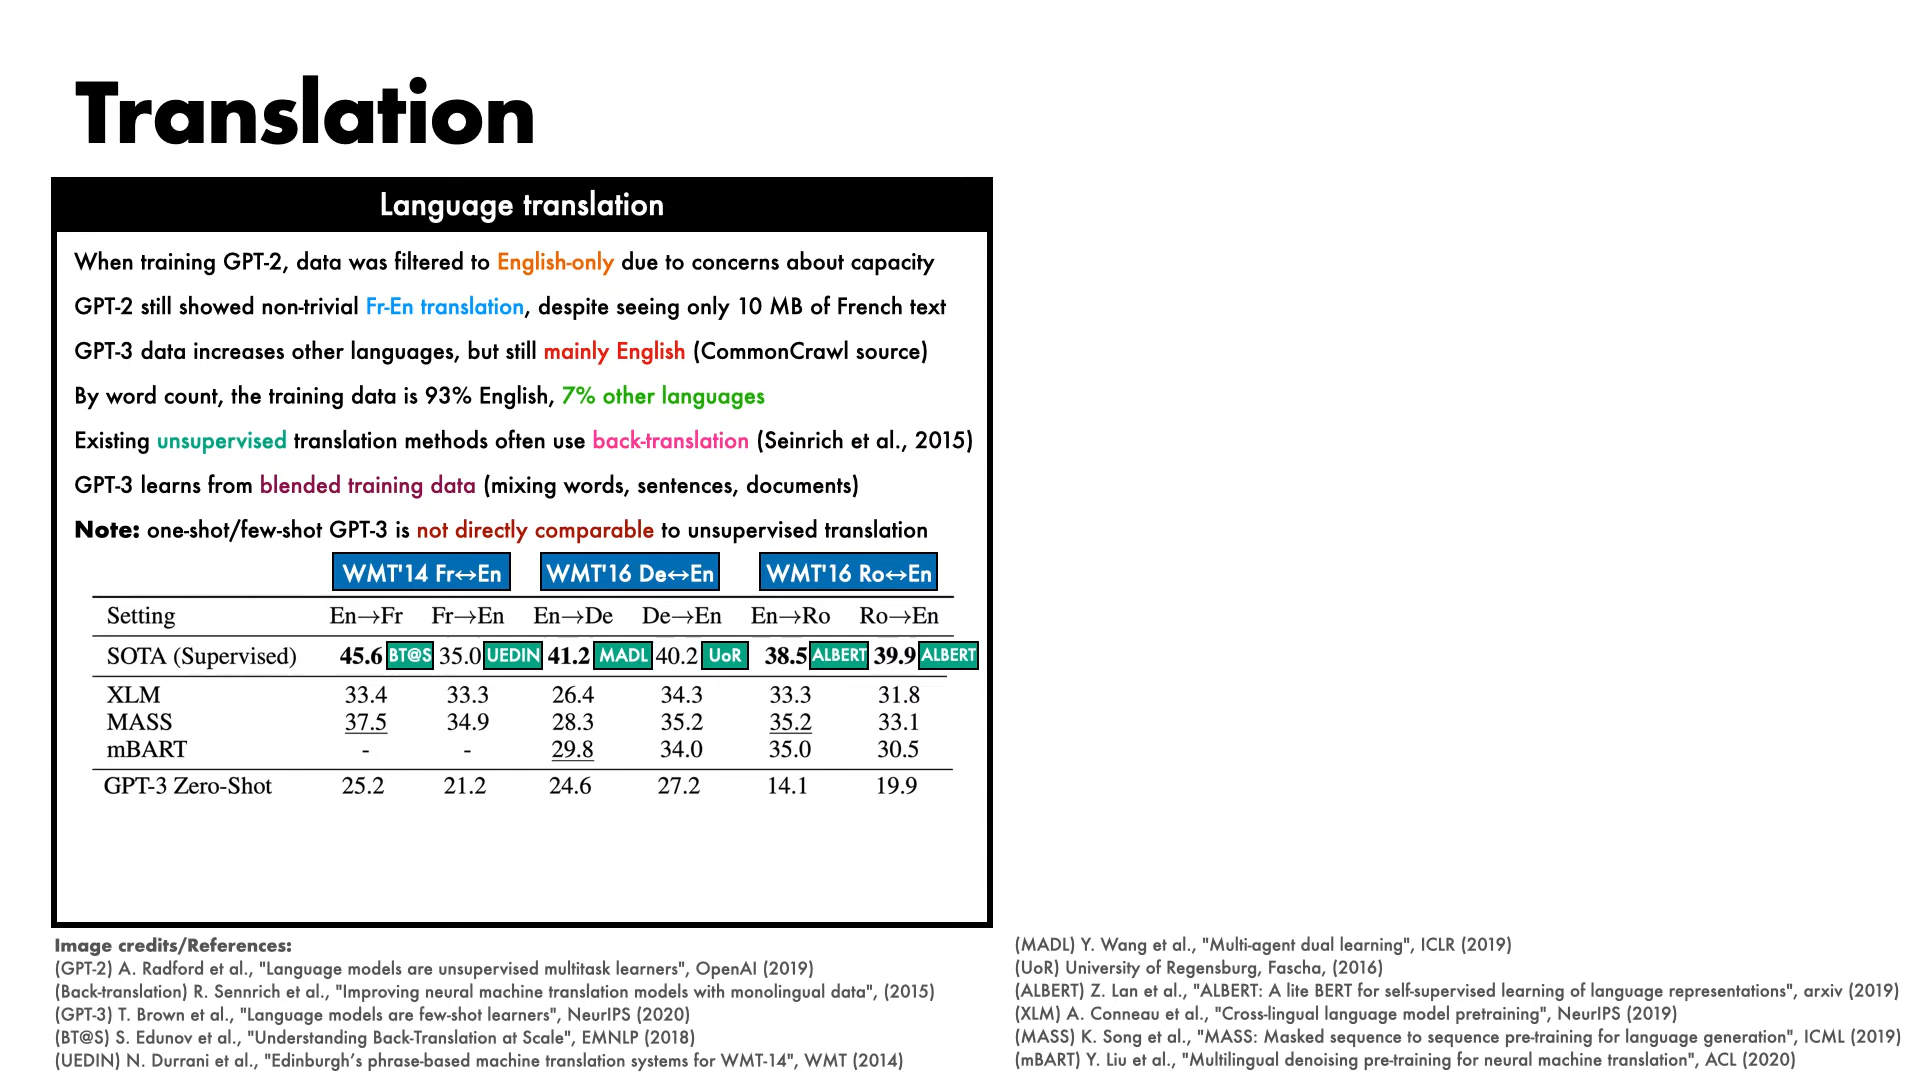 Translation
Language translation
When training GPT-2, data was filtered to English-only due to concerns about capacity
GPT-2 still showed non-trivial Fr-En translation, despite seeing only 10 MB of French text
GPT-3 data increases other languages, but still mainly English (CommonCrawl source)
By word count, the training data is 93% English, 7% other languages
Existing unsupervised translation methods often use back-translation (Seinrich et al., 2015)
GPT-3 learns from blended training data (mixing words, sentences, documents)
Note: one-shot/few-shot GPT-3 is not directly comparable to unsupervised translation
WMT'14 Fr↔En WMT'16 De↔En WMT'16 Ro↔En
Setting En→Fr Fr→En En→De De→En En→Ro Ro→En
SOTA (Supervised) 45.6 BT@S 35.0 UEDIN 41.2 MADL 40.2 UoR 38.5 ALBERT 39.9 ALBERT
XLM 33.4 33.3 26.4 34.3 33.3 31.8
MASS 37.5 34.9 28.3 35.2 35.2 33.1
mBART - - 29.8 34.0 35.0 30.5
GPT-3 Zero-Shot 25.2 21.2 24.6 27.2 14.1 19.9
Image credits/References:
(GPT-2) A. Radford et al., "Language models are unsupervised multitask learners", OpenAI (2019)
(Back-translation) R. Sennrich et al., "Improving neural machine translation models with monolingual data", (2015)
(GPT-3) T. Brown et al., "Language models are few-shot learners", NeurIPS (2020)
(BT@S) S. Edunov et al., "Understanding Back-Translation at Scale", EMNLP (2018)
(UEDIN) N. Durrani et al., "Edinburgh's phrase-based machine translation systems for WMT-14", WMT (2014)
(MADL) Y. Wang et al., "Multi-agent dual learning", ICLR (2019)
(UoR) University of Regensburg, Fascha, (2016)
(ALBERT) Z. Lan et al., "ALBERT: A lite BERT for self-supervised learning of language representations", arxiv (2019)
(XLM) A. Conneau et al., "Cross-lingual language model pretraining", NeurIPS (2019)
(MASS) K. Song et al., "MASS: Masked sequence to sequence pre-training for language generation", ICML (2019)
(mBART) Y. Liu et al., "Multilingual denoising pre-training for neural machine translation", ACL (2020)